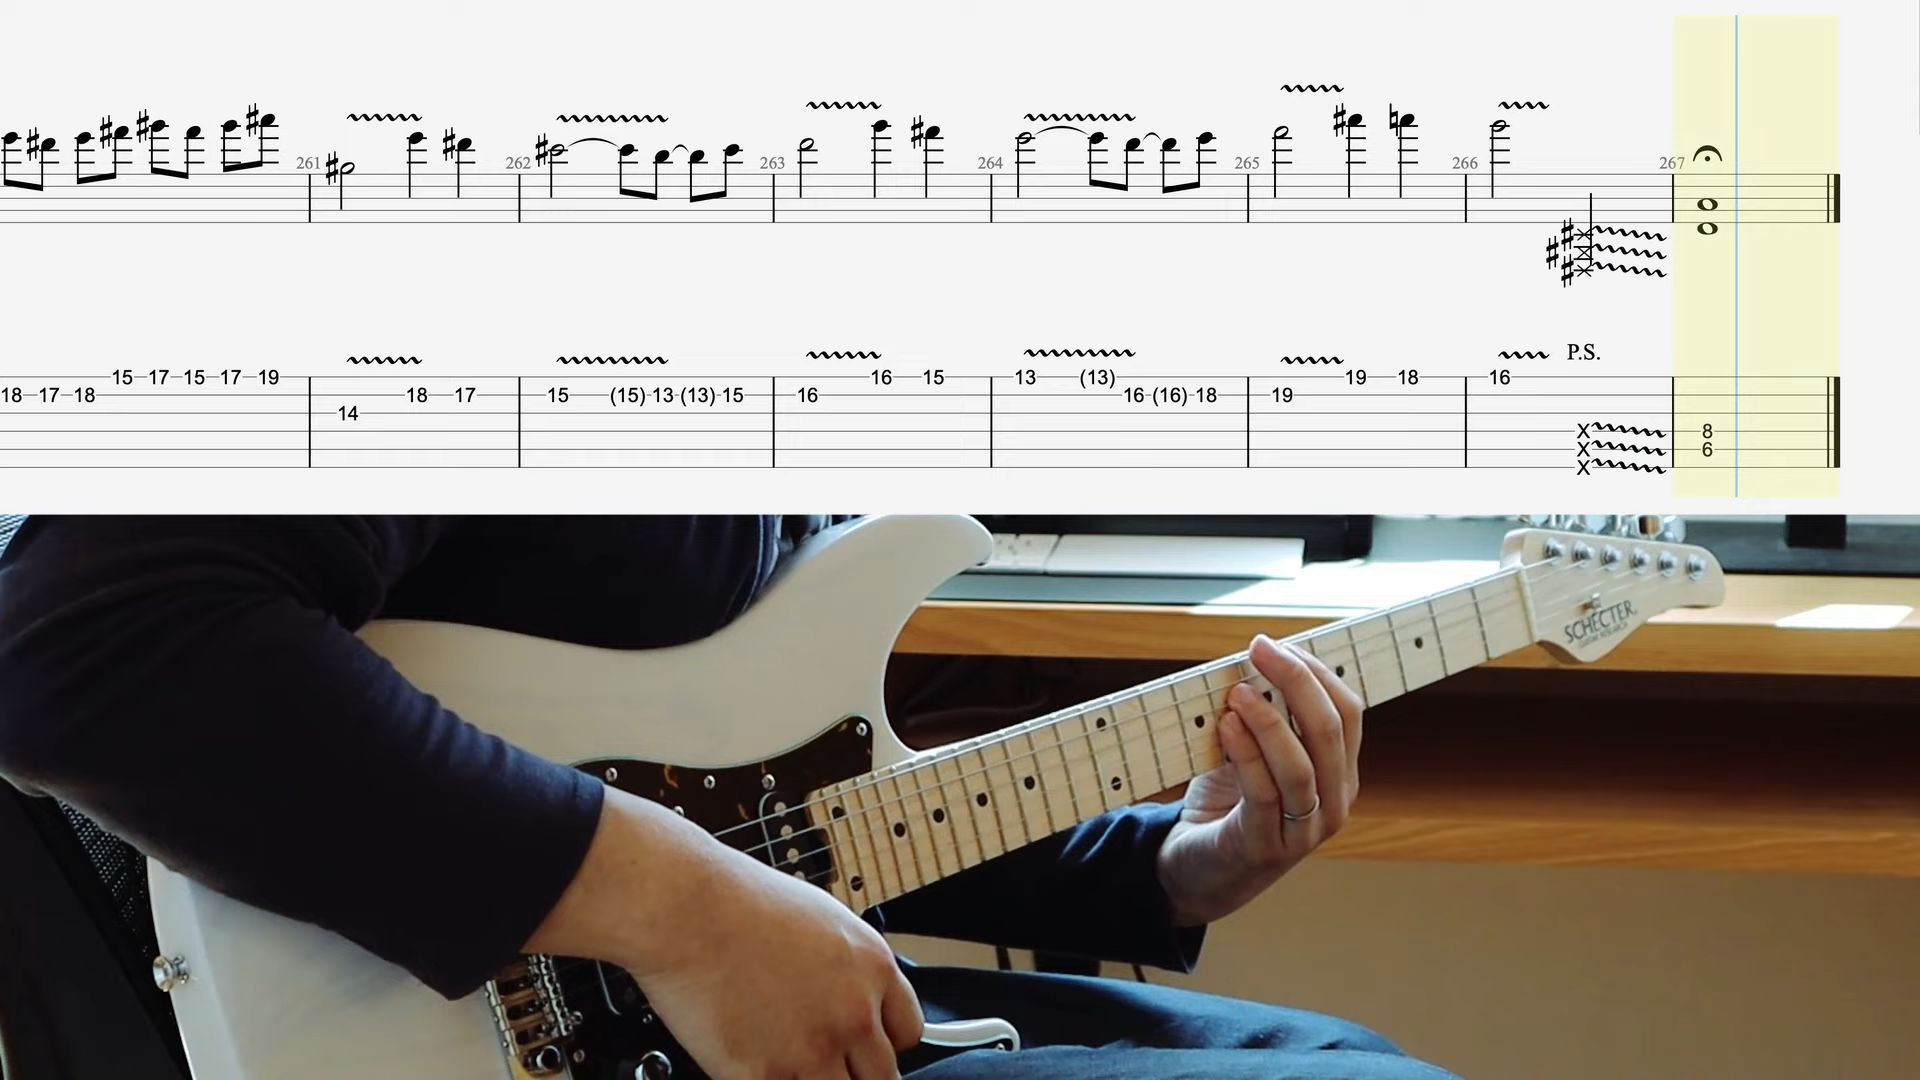 261 262 263 264 265 266 267
P.S.
18 17 18 15 17 15 17 19 14 18 17 15 (15) 13 (13) 15 16 16 15 13 (13) 16 (16) 18 19 19 18 16
X 8
X 6
X
SCHECTER